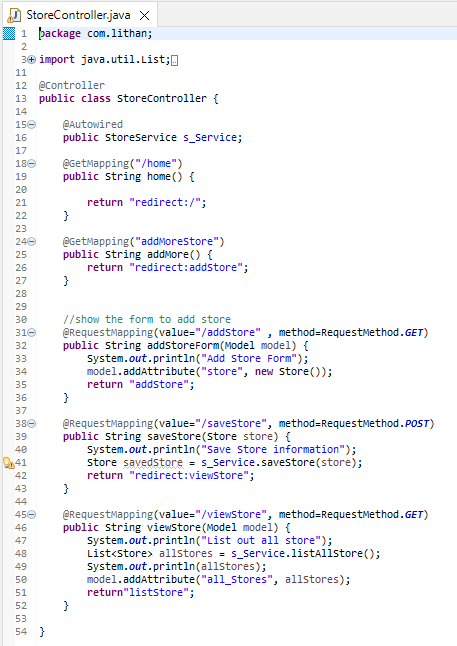 StoreController.java
1 package com.lithan;
2
3 import java.util.List;
11
12 @Controller
13 public class StoreController {
14
15 @Autowired
16 public StoreService s_Service;
17
18 @GetMapping("/home")
19 public String home() {
20
21 return "redirect:/";
22 }
23
24 @GetMapping("addMoreStore")
25 public String addMore() {
26 return "redirect:addStore";
27 }
28
29
30 //show the form to add store
31 @RequestMapping(value="/addStore" , method=RequestMethod.GET)
32 public String addStoreForm(Model model) {
33 System.out.println("Add Store Form");
34 model.addAttribute("store", new Store());
35 return "addStore";
36 }
37
38 @RequestMapping(value="/saveStore", method=RequestMethod.POST)
39 public String saveStore(Store store) {
40 System.out.println("Save Store information");
41 Store savedStore = s_Service.saveStore(store);
42 return "redirect:viewStore";
43 }
44
45 @RequestMapping(value="/viewStore", method=RequestMethod.GET)
46 public String viewStore(Model model) {
47 System.out.println("List out all store");
48 List<Store> allStores = s_Service.listAllStore();
49 System.out.println(allStores);
50 model.addAttribute("all_Stores", allStores);
51 return"listStore";
52 }
53
54 }